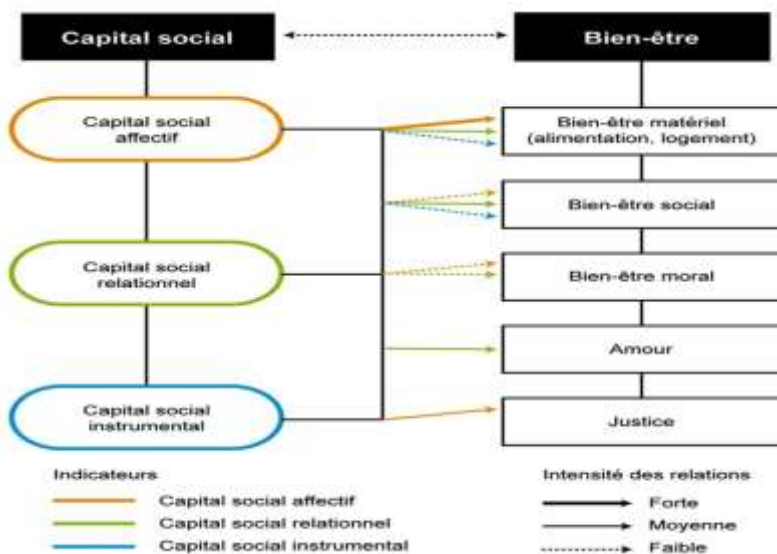 Capital social
Bien-être
Capital social
affectif
Bien-être matériel
(alimentation, logement)
Bien-être social
Capital social
relationnel
Bien-être moral
Amour
Capital social
instrumental
Justice
Indicateurs
Intensité des relations
Capital social affectif
Forte
Capital social relationnel
Moyenne
Capital social instrumental
Faible